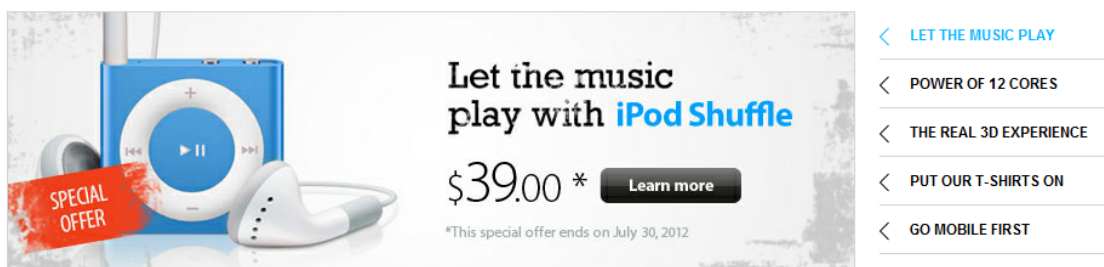 Let the music
play with iPod Shuffle
$39.00 *
Learn more
*This special offer ends on July 30, 2012
SPECIAL
OFFER
LET THE MUSIC PLAY
POWER OF 12 CORES
THE REAL 3D EXPERIENCE
PUT OUR T-SHIRTS ON
GO MOBILE FIRST